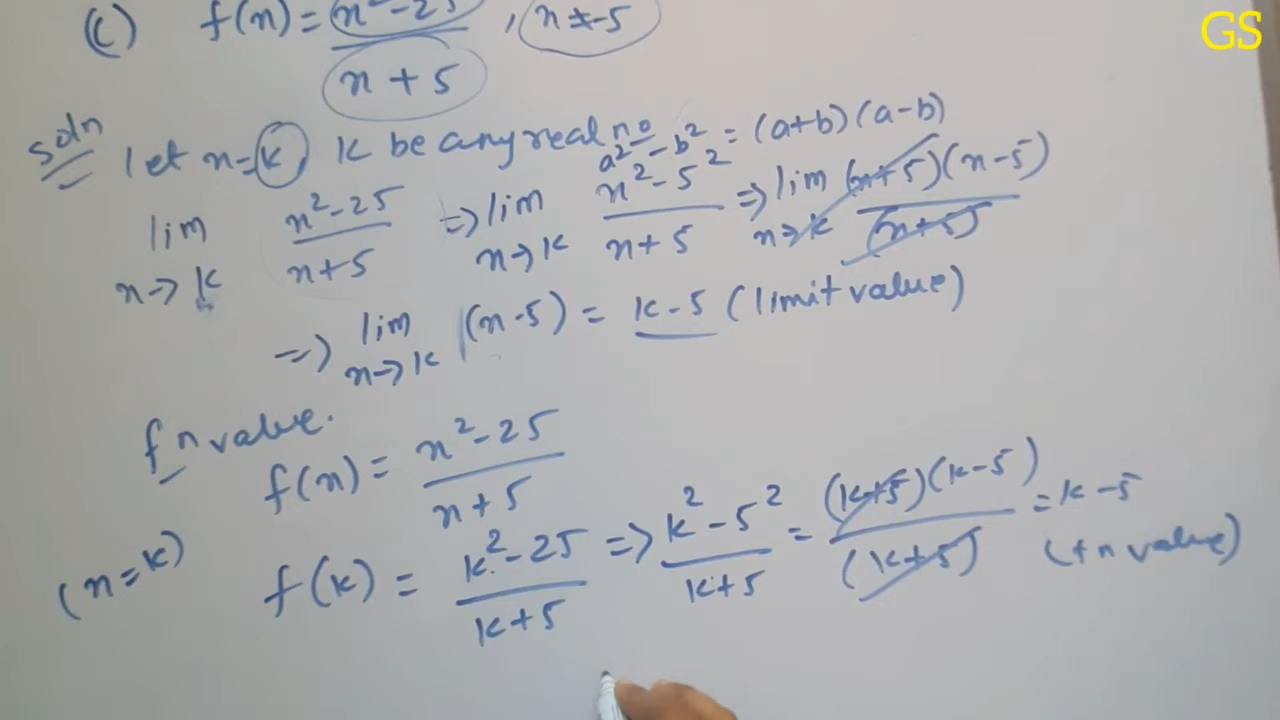 GS
(C) f(x) = x²-25 / x + 5 , x ≠ -5
Soln let x = k, k be any real no
a² - b² = (a+b)(a-b)
lim x→k x²-25 / x+5 => lim x→k x²-5² / x+5 => lim x→k (x+5)(x-5) / (x+5)
=> lim x→k (x-5) = k-5 (limit value)
fn value.
f(x) = x²-25 / x+5
(x=k) f(k) = k²-25 / k+5 => k²-5² / k+5 = (k+5)(k-5) / (k+5) = k-5
(fn value)